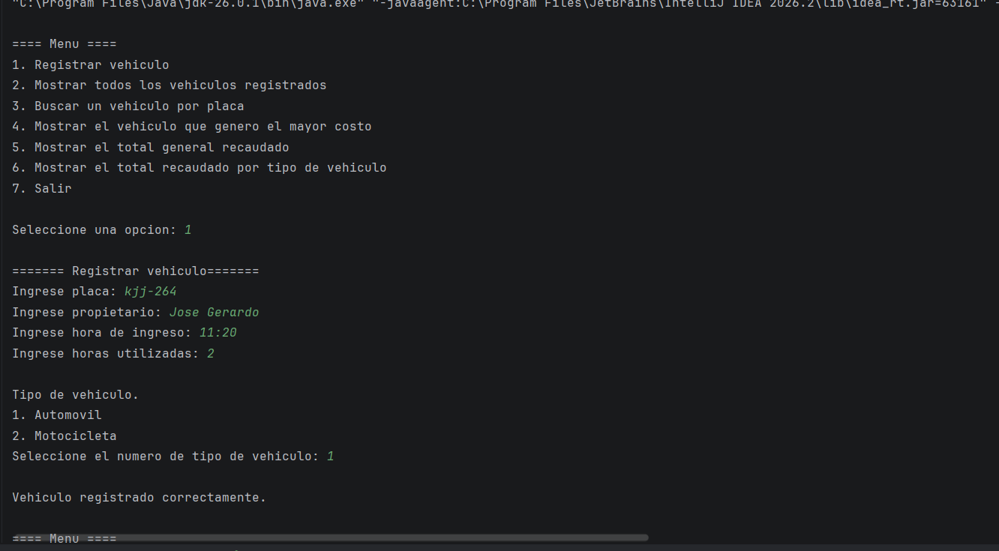 "C:\Program Files\Java\jdk-26.0.1\bin\java.exe" "-javaagent:C:\Program Files\JetBrains\IntelliJ IDEA 2026.2\lib\idea_rt.jar=63161" -
==== Menu ====
1. Registrar vehiculo
2. Mostrar todos los vehiculos registrados
3. Buscar un vehiculo por placa
4. Mostrar el vehiculo que genero el mayor costo
5. Mostrar el total general recaudado
6. Mostrar el total recaudado por tipo de vehiculo
7. Salir
Seleccione una opcion: 1
======= Registrar vehiculo=======
Ingrese placa: kjj-264
Ingrese propietario: Jose Gerardo
Ingrese hora de ingreso: 11:20
Ingrese horas utilizadas: 2
Tipo de vehiculo.
1. Automovil
2. Motocicleta
Seleccione el numero de tipo de vehiculo: 1
Vehiculo registrado correctamente.
==== Menu ====